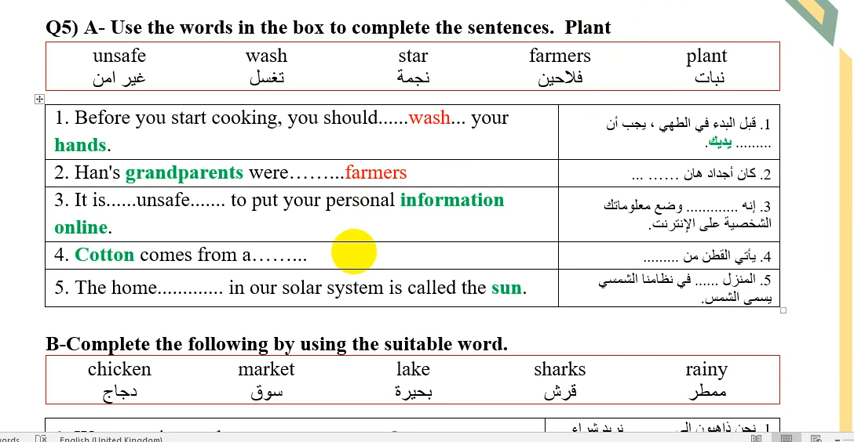 Q5) A- Use the words in the box to complete the sentences. Plant
unsafe wash star farmers plant
غير امن تغسل نجمة فلاحين نبات
1. Before you start cooking, you should......wash... your
hands.
1. قبل البدء في الطهي ، يجب أن
......... يديك.
2. Han's grandparents were……...farmers
2. كان أجداد هان ...... ...
3. It is......unsafe....... to put your personal information
online.
3. إنه ............ وضع معلوماتك
الشخصية على الإنترنت.
4. Cotton comes from a……...
4. يأتي القطن من .........
5. The home............. in our solar system is called the sun.
5. المنزل ...... في نظامنا الشمسي
يسمى الشمس.
B-Complete the following by using the suitable word.
chicken market lake sharks rainy
دجاج سوق بحيرة قرش ممطر
1. نحن ذاهبون إلى نريد شراء
English (United Kingdom)